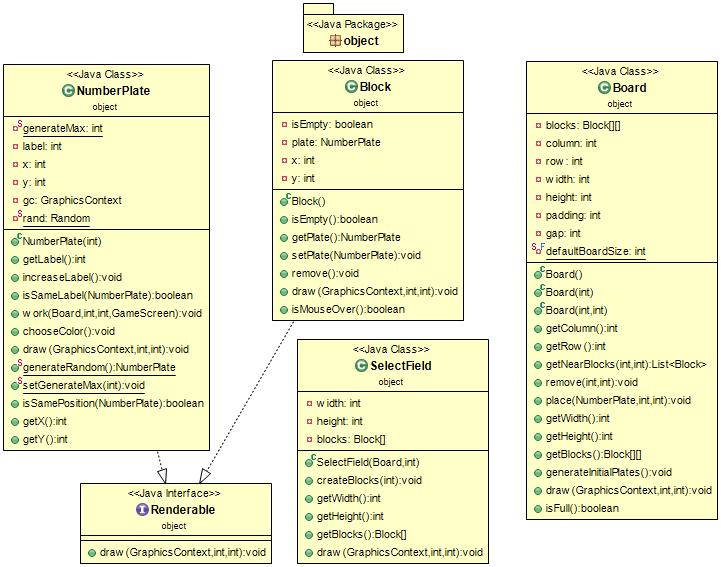 <<Java Package>>
object
<<Java Class>>
NumberPlate
object
generateMax: int
label: int
x: int
y: int
gc: GraphicsContext
rand: Random
NumberPlate(int)
getLabel():int
increaseLabel():void
isSameLabel(NumberPlate):boolean
work(Board,int,int,GameScreen):void
chooseColor():void
draw(GraphicsContext,int,int):void
generateRandom():NumberPlate
setGenerateMax(int):void
isSamePosition(NumberPlate):boolean
getX():int
getY():int
<<Java Class>>
Block
object
isEmpty: boolean
plate: NumberPlate
x: int
y: int
Block()
isEmpty():boolean
getPlate():NumberPlate
setPlate(NumberPlate):void
remove():void
draw(GraphicsContext,int,int):void
isMouseOver():boolean
<<Java Class>>
Board
object
blocks: Block[][]
column: int
row: int
width: int
height: int
padding: int
gap: int
defaultBoardSize: int
Board()
Board(int)
Board(int,int)
getColumn():int
getRow():int
getNearBlocks(int,int):List<Block>
remove(int,int):void
place(NumberPlate,int,int):void
getWidth():int
getHeight():int
getBlocks():Block[][]
generateInitialPlates():void
draw(GraphicsContext,int,int):void
isFull():boolean
<<Java Class>>
SelectField
object
width: int
height: int
blocks: Block[]
SelectField(Board,int)
createBlocks(int):void
getWidth():int
getHeight():int
getBlocks():Block[]
draw(GraphicsContext,int,int):void
<<Java Interface>>
Renderable
object
draw(GraphicsContext,int,int):void